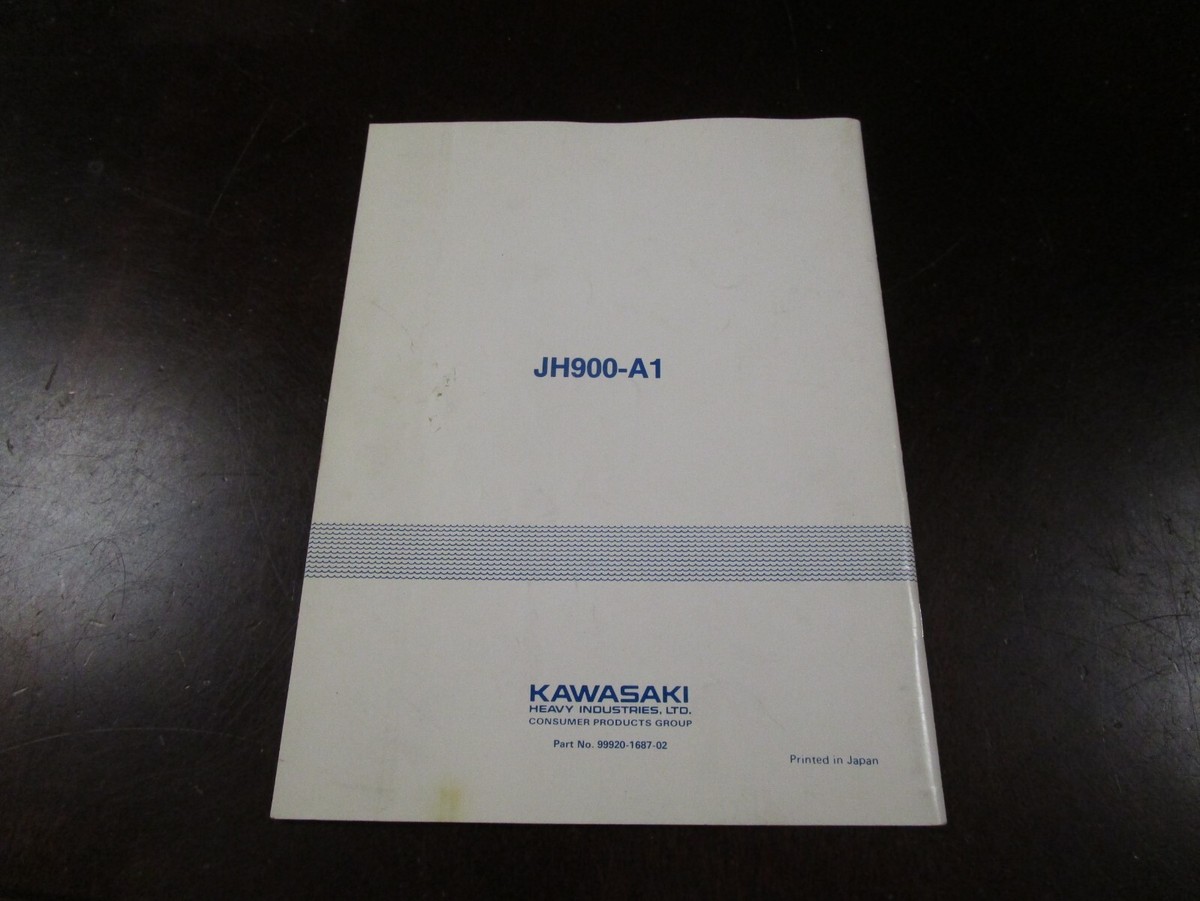 JH900-A1
KAWASAKI
HEAVY INDUSTRIES, LTD.
CONSUMER PRODUCTS GROUP
Part No. 99920-1687-02
Printed in Japan